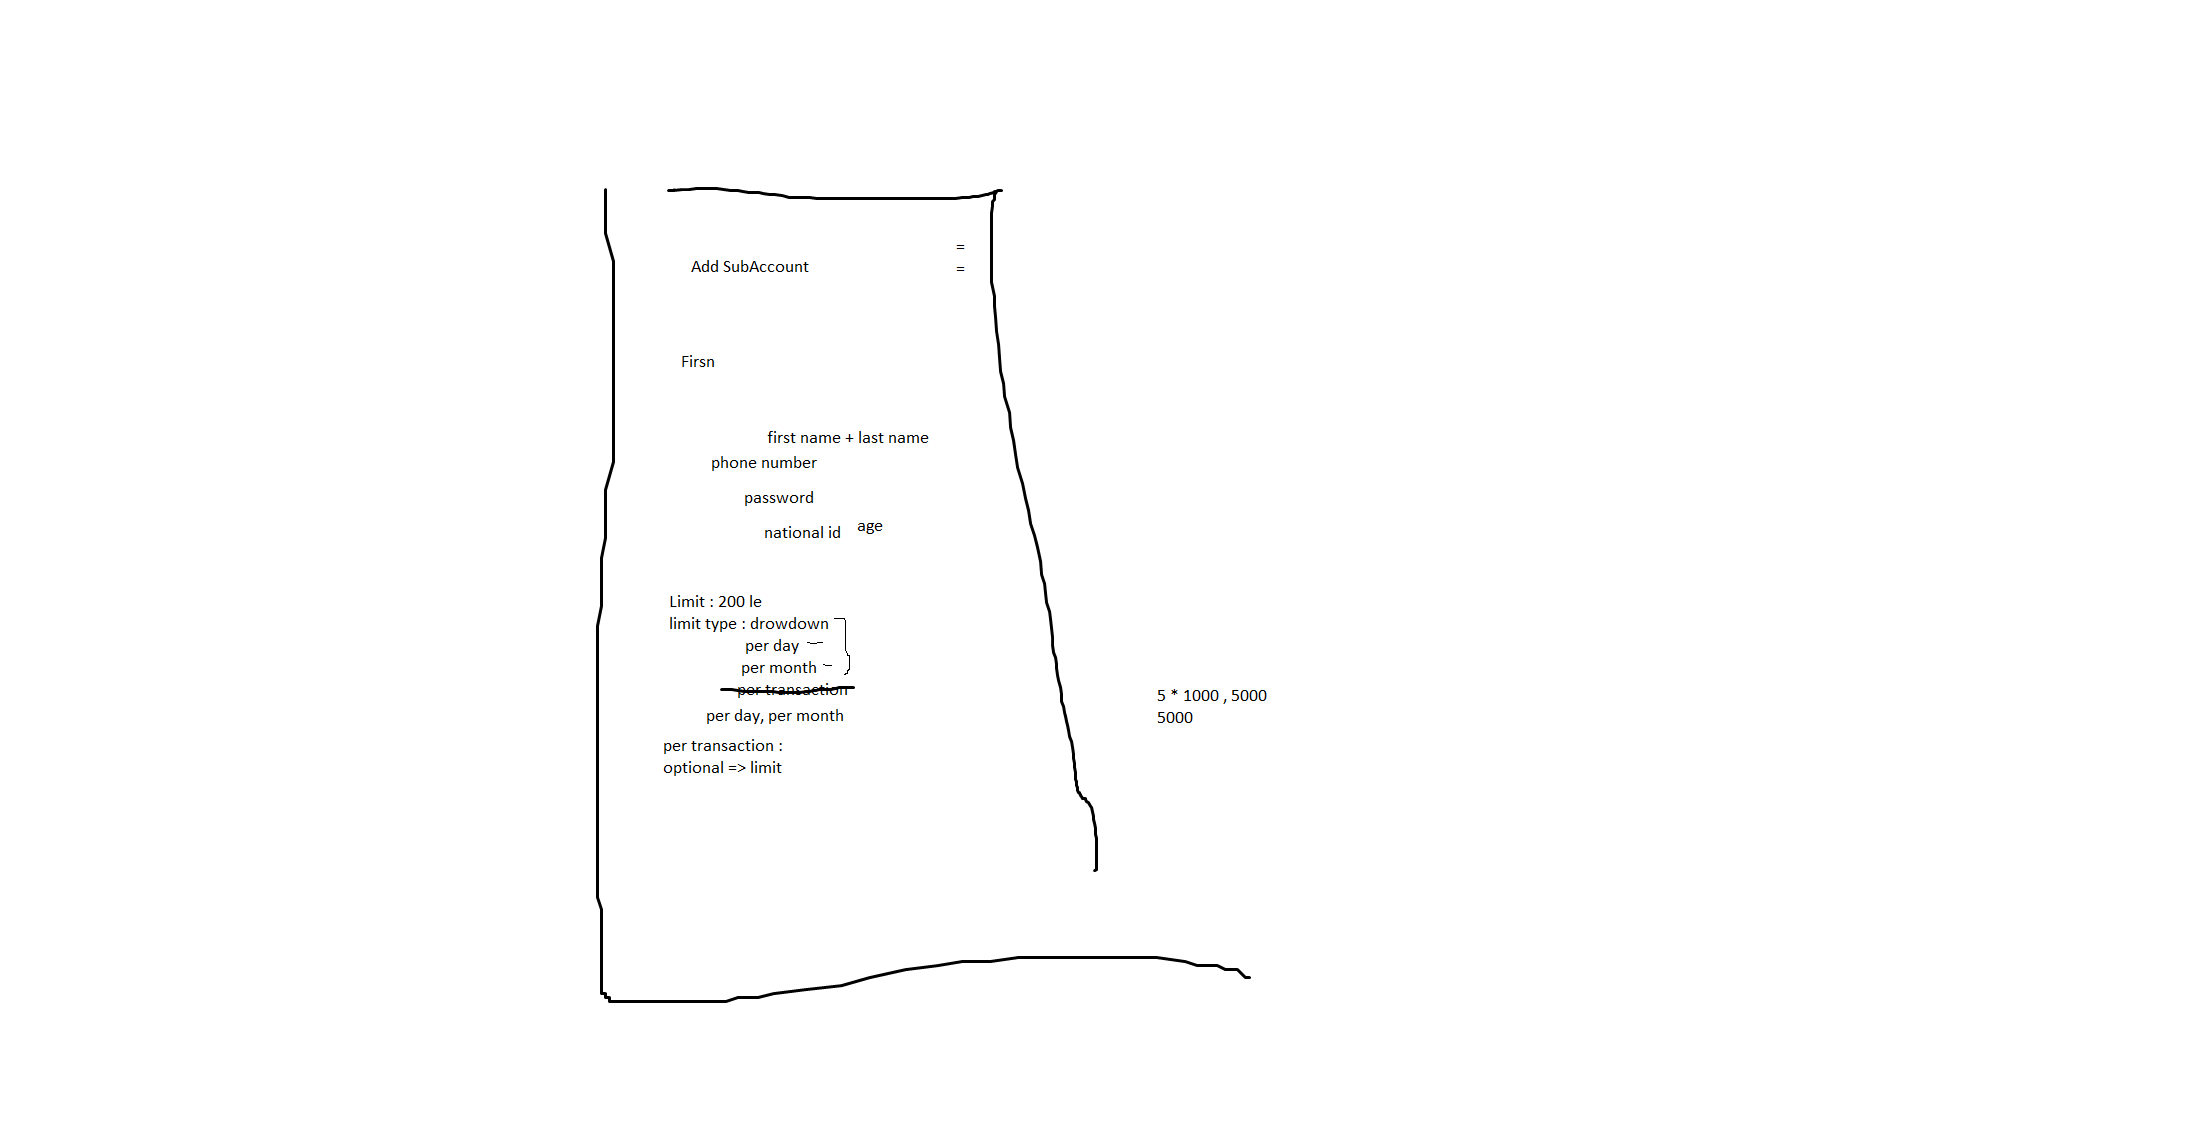 =
Add SubAccount =
Firsn
first name + last name
phone number
password
national id age
Limit : 200 le
limit type : drowdown
per day
per month
per transaction
per day, per month
5 * 1000 , 5000
5000
per transaction :
optional => limit